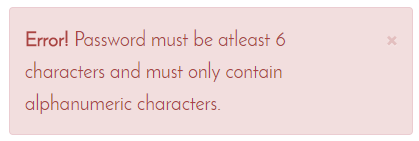 Error! Password must be atleast 6
characters and must only contain
alphanumeric characters.